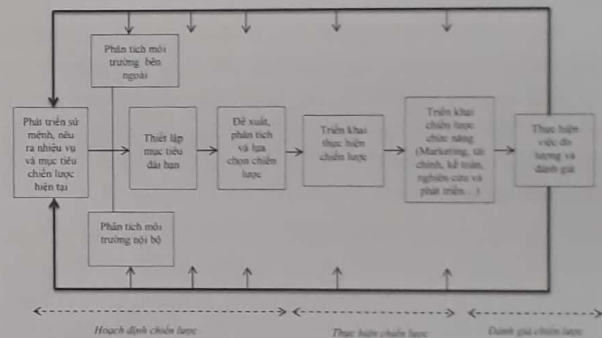 Phân tích môi
trường bên
ngoài
Phát triển sứ
mệnh, nêu
ra nhiệm vụ
và mục tiêu
chiến lược
hiện tại
Thiết lập
mục tiêu
dài hạn
Đề xuất,
phân tích
và lựa
chọn chiến
lược
Triển khai
thực hiện
chiến lược
Triển khai
chiến lược
chức năng
(Marketing, tài
chính, kế toán,
nghiên cứu và
phát triển…)
Thực hiện
việc đo
lường và
đánh giá
Phân tích môi
trường nội bộ
Hoạch định chiến lược
Thực hiện chiến lược
Đánh giá chiến lược